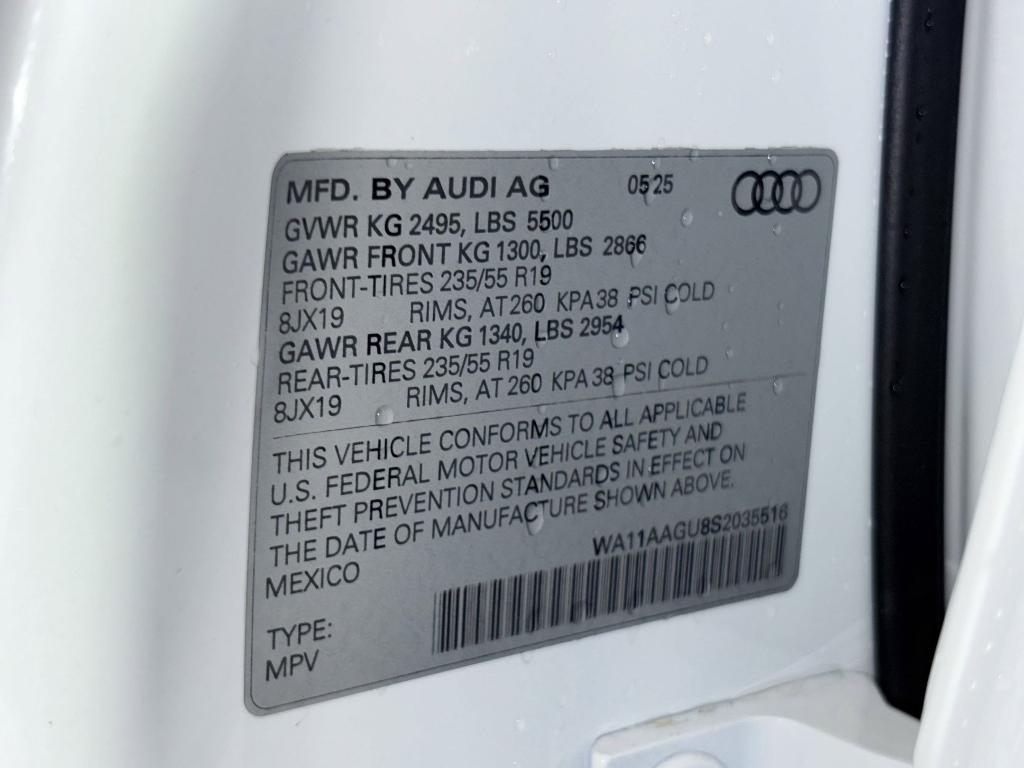 MFD. BY AUDI AG 05 25
GVWR KG 2495, LBS 5500
GAWR FRONT KG 1300, LBS 2866
FRONT-TIRES 235/55 R19
8JX19 RIMS, AT 260 KPA 38 PSI COLD
GAWR REAR KG 1340, LBS 2954
REAR-TIRES 235/55 R19
8JX19 RIMS, AT 260 KPA 38 PSI COLD
THIS VEHICLE CONFORMS TO ALL APPLICABLE
U.S. FEDERAL MOTOR VEHICLE SAFETY AND
THEFT PREVENTION STANDARDS IN EFFECT ON
THE DATE OF MANUFACTURE SHOWN ABOVE.
MEXICO WA11AAGU8S2035516
TYPE:
MPV